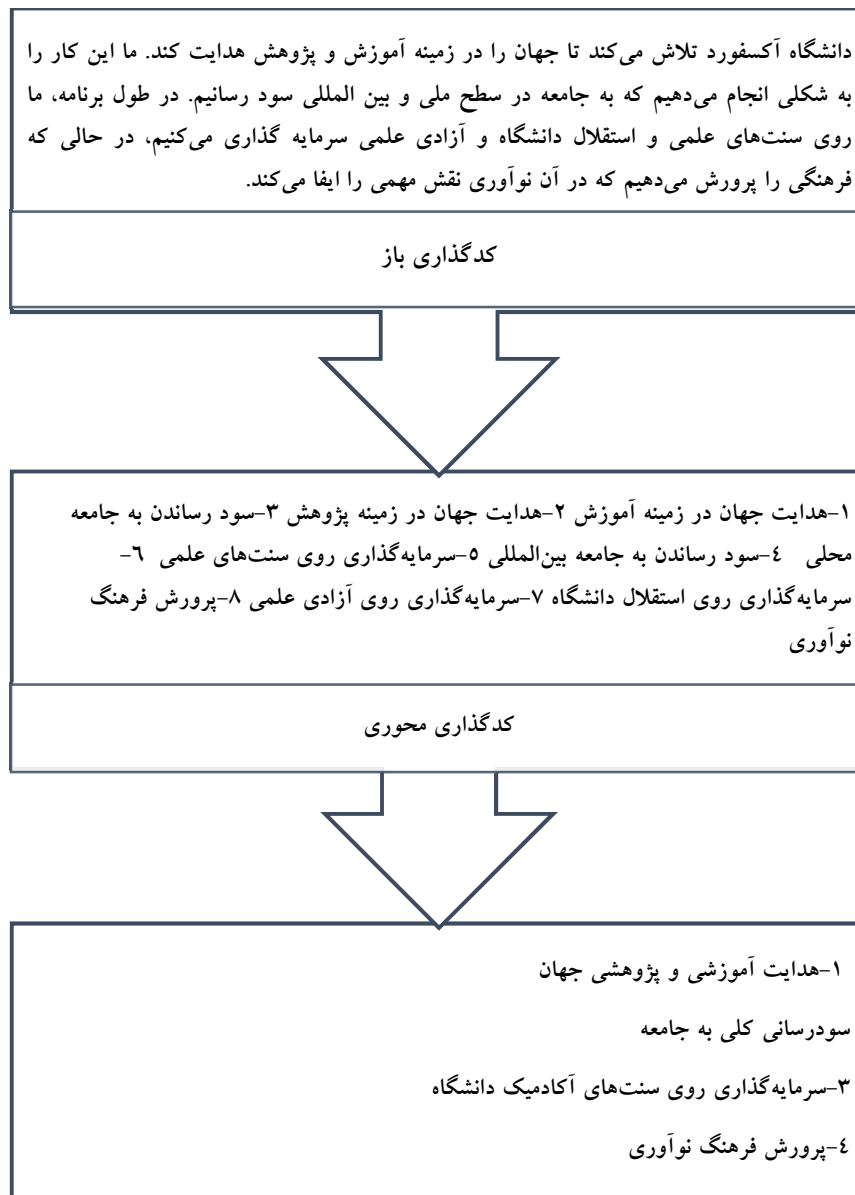 دانشگاه آکسفورد تلاش می‌کند تا جهان را در زمینه آموزش و پژوهش هدایت کند. ما این کار را
به شکلی انجام می‌دهیم که به جامعه در سطح ملی و بین المللی سود رسانیم. در طول برنامه، ما
روی سنت‌های علمی و استقلال دانشگاه و آزادی علمی سرمایه گذاری می‌کنیم، در حالی که
فرهنگی را پرورش می‌دهیم که در آن نوآوری نقش مهمی را ایفا می‌کند.
کدگذاری باز
۱-هدایت جهان در زمینه آموزش ۲-هدایت جهان در زمینه پژوهش ۳-سود رساندن به جامعه
محلی ٤-سود رساندن به جامعه بین‌المللی ٥-سرمایه‌گذاری روی سنت‌های علمی ٦-
سرمایه‌گذاری روی استقلال دانشگاه ۷-سرمایه‌گذاری روی آزادی علمی ۸-پرورش فرهنگ
نوآوری
کدگذاری محوری
۱-هدایت آموزشی و پژوهشی جهان
سودرسانی کلی به جامعه
۳-سرمایه‌گذاری روی سنت‌های آکادمیک دانشگاه
٤-پرورش فرهنگ نوآوری